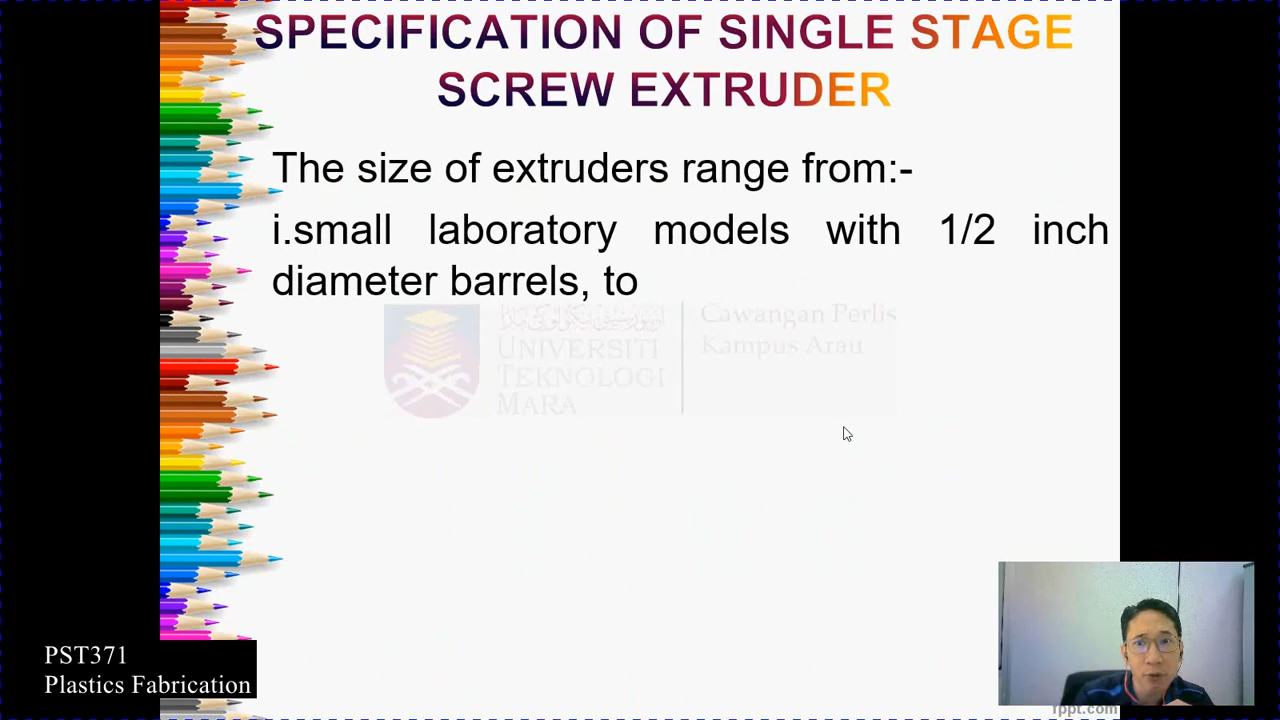 SPECIFICATION OF SINGLE STAGE
SCREW EXTRUDER
The size of extruders range from:-
i.small laboratory models with 1/2 inch
diameter barrels, to
UNIVERSITI
TEKNOLOGI
MARA
Cawangan Perlis
Kampus Arau
PST371
Plastics Fabrication
fppt.com